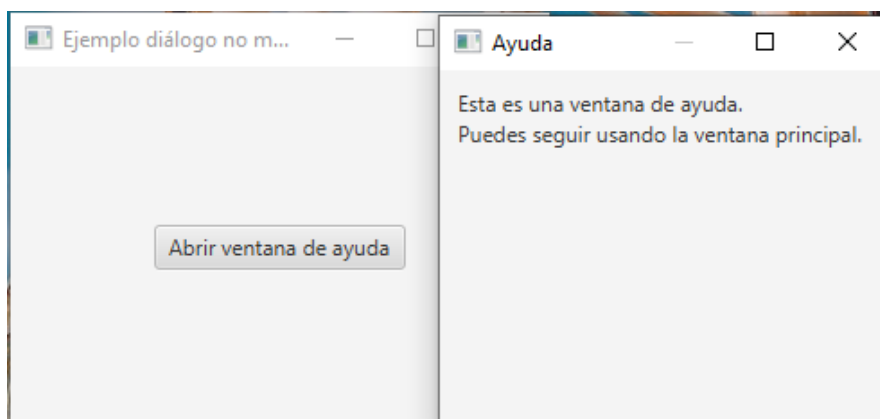 Ejemplo diálogo no m...
Ayuda
Esta es una ventana de ayuda.
Puedes seguir usando la ventana principal.
Abrir ventana de ayuda